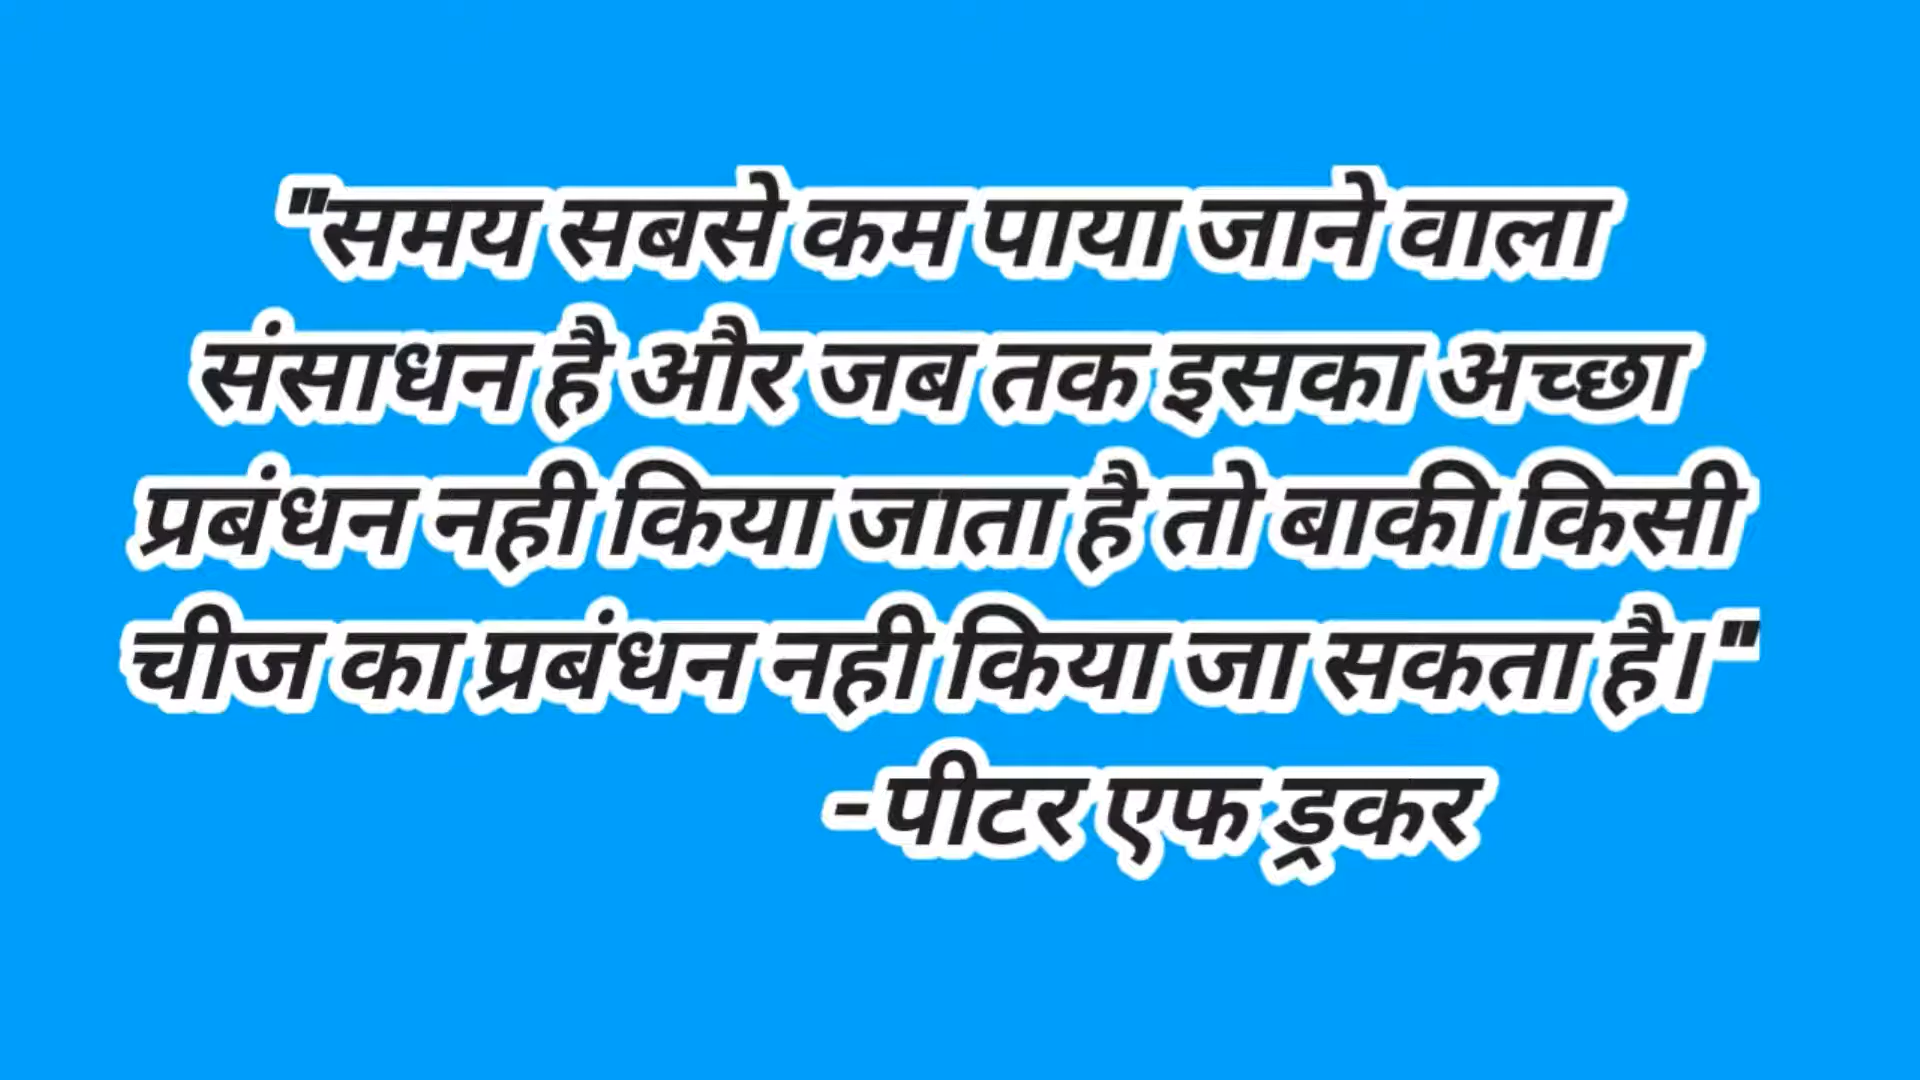 "समय सबसे कम पाया जाने वाला
संसाधन है और जब तक इसका अच्छा
प्रबंधन नही किया जाता है तो बाकी किसी
चीज का प्रबंधन नही किया जा सकता है।"
-पीटर एफ ड्रकर